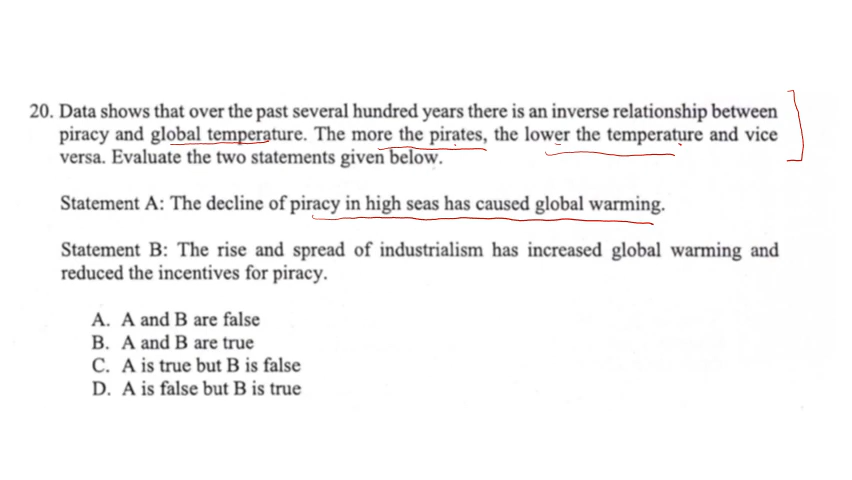 20. Data shows that over the past several hundred years there is an inverse relationship between
piracy and global temperature. The more the pirates, the lower the temperature and vice
versa. Evaluate the two statements given below.
Statement A: The decline of piracy in high seas has caused global warming.
Statement B: The rise and spread of industrialism has increased global warming and
reduced the incentives for piracy.
A. A and B are false
B. A and B are true
C. A is true but B is false
D. A is false but B is true